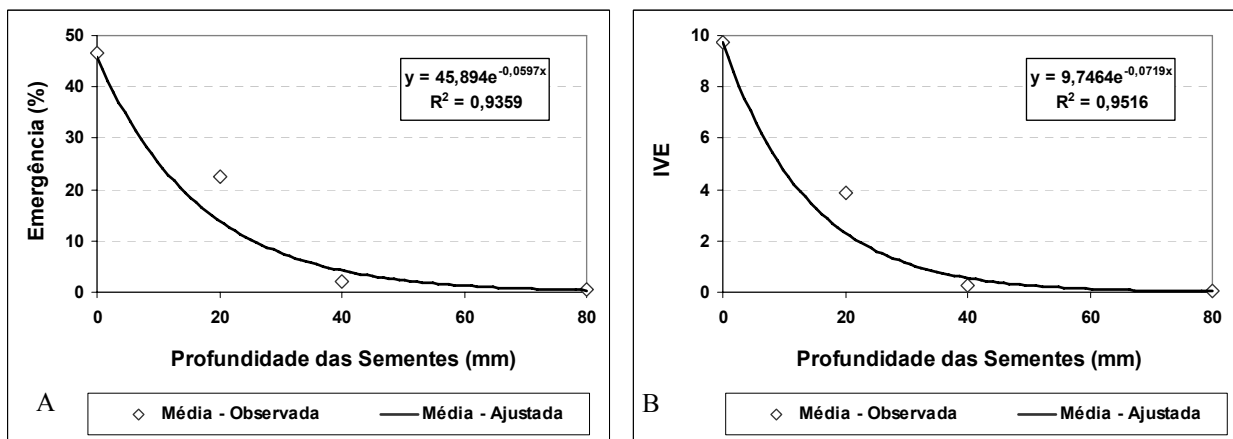 50
40
30
20
10
0
Emergência (%)
y = 45,894e^-0,0597x
R² = 0,9359
0 20 40 60 80
Profundidade das Sementes (mm)
A
Média - Observada Média - Ajustada
10
8
6
4
2
0
IVE
y = 9,7464e^-0,0719x
R² = 0,9516
0 20 40 60 80
Profundidade das Sementes (mm)
B
Média - Observada Média - Ajustada